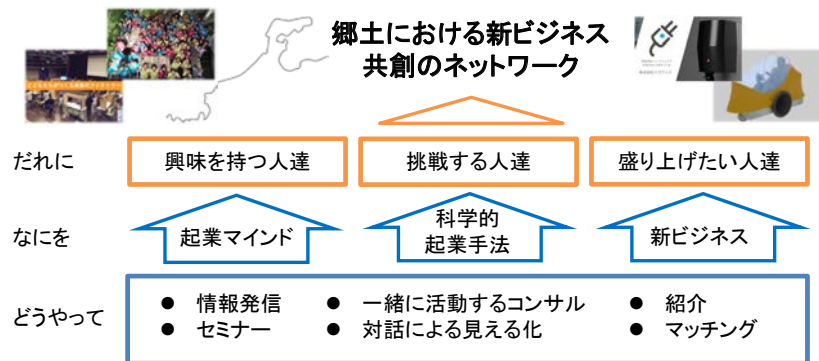 郷土における新ビジネス
共創のネットワーク
だれに
興味を持つ人達
挑戦する人達
盛り上げたい人達
なにを
起業マインド
科学的
起業手法
新ビジネス
どうやって
● 情報発信
● セミナー
● 一緒に活動するコンサル
● 対話による見える化
● 紹介
● マッチング